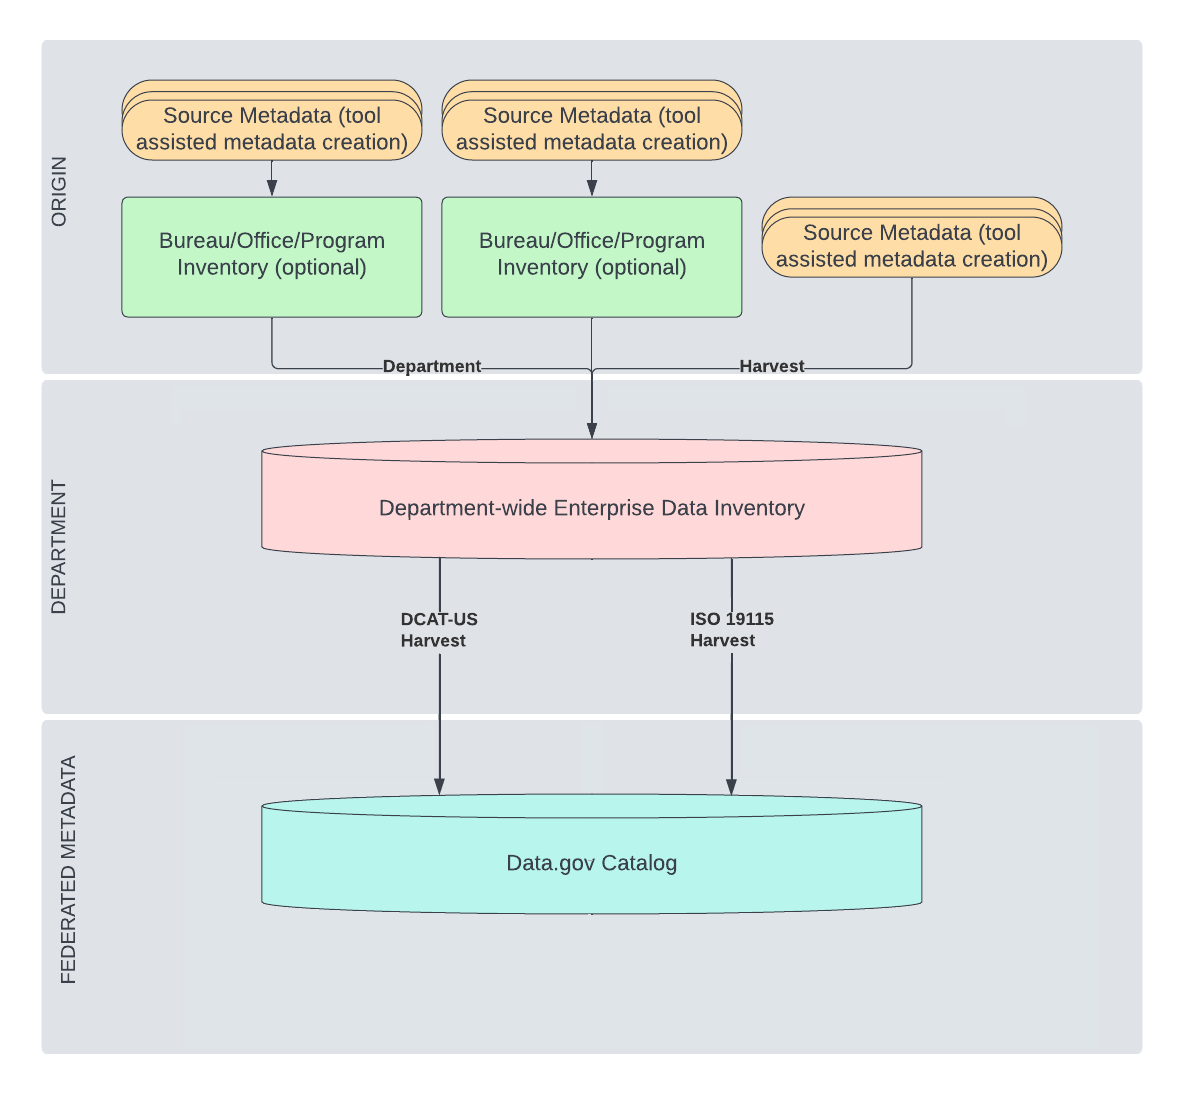 ORIGIN
Source Metadata (tool
assisted metadata creation)
Source Metadata (tool
assisted metadata creation)
Bureau/Office/Program
Inventory (optional)
Bureau/Office/Program
Inventory (optional)
Source Metadata (tool
assisted metadata creation)
Department
Harvest
DEPARTMENT
Department-wide Enterprise Data Inventory
DCAT-US
Harvest
ISO 19115
Harvest
FEDERATED METADATA
Data.gov Catalog